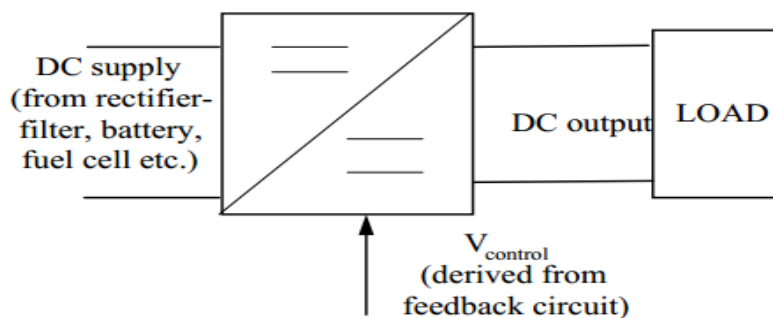 DC supply
(from rectifier-
filter, battery,
fuel cell etc.)
DC output
LOAD
Vcontrol
(derived from
feedback circuit)